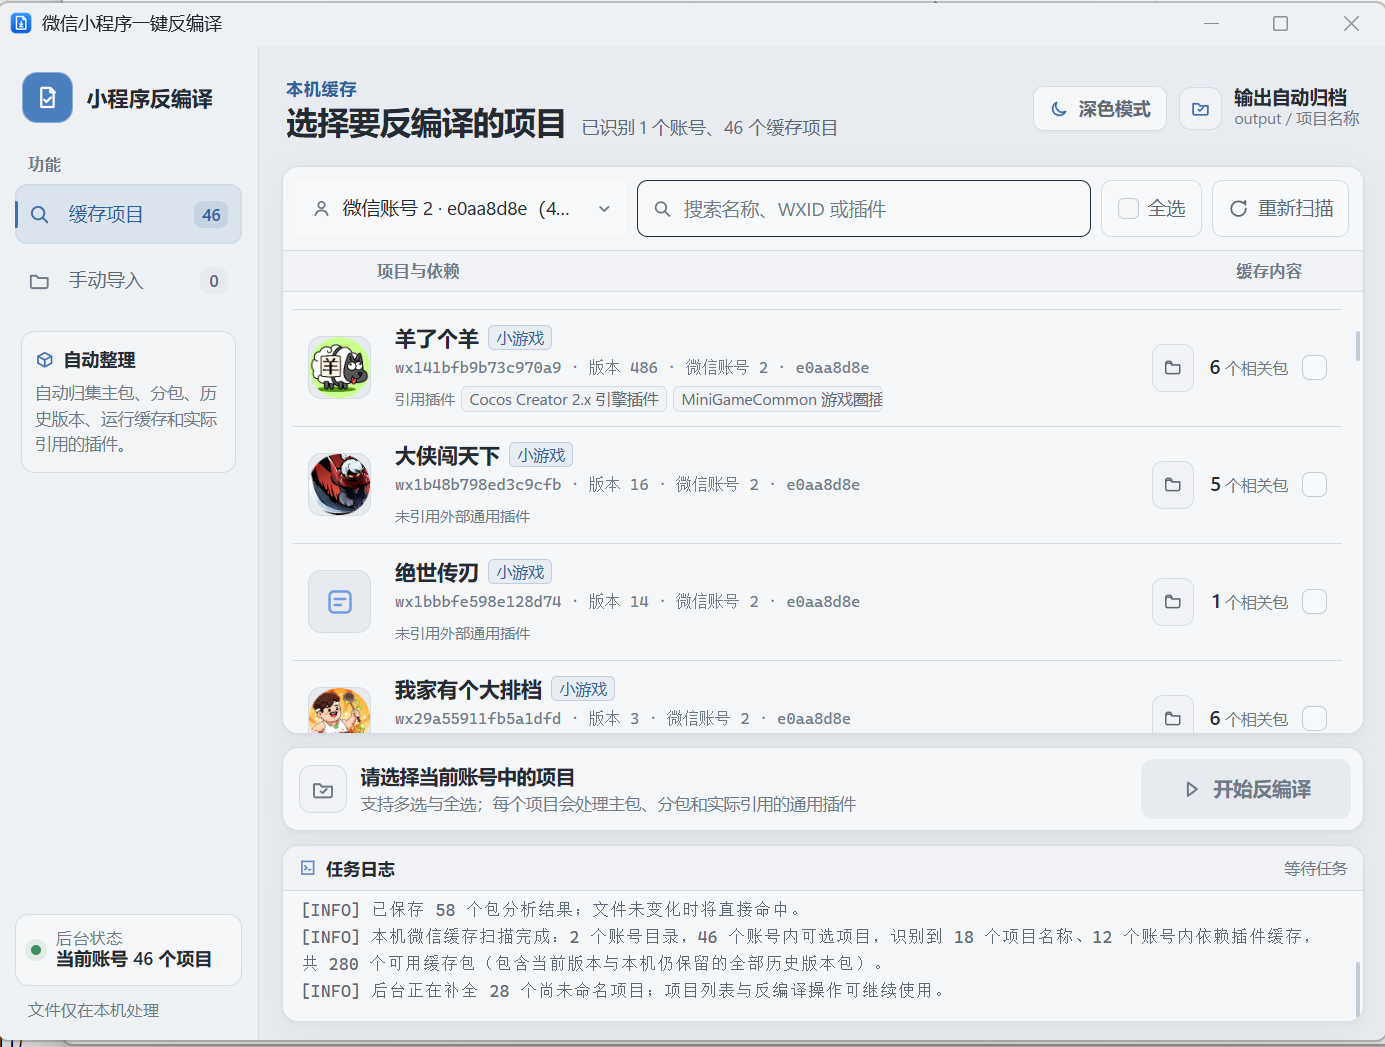 微信小程序一键反编译
小程序反编译
功能
缓存项目 46
手动导入 0
自动整理
自动归集主包、分包、历
史版本、运行缓存和实际
引用的插件。
后台状态
当前账号 46 个项目
文件仅在本机处理
本机缓存
选择要反编译的项目 已识别 1 个账号、46 个缓存项目
深色模式
输出自动归档
output / 项目名称
微信账号 2 · e0aa8d8e（4...
搜索名称、WXID 或插件
全选
重新扫描
项目与依赖 缓存内容
羊了个羊 小游戏
wx141bfb9b73c970a9 · 版本 486 · 微信账号 2 · e0aa8d8e
引用插件 Cocos Creator 2.x 引擎插件 MiniGameCommon 游戏圈插
6 个相关包
大侠闯天下 小游戏
wx1b48b798ed3c9cfb · 版本 16 · 微信账号 2 · e0aa8d8e
未引用外部通用插件
5 个相关包
绝世传刃 小游戏
wx1bbbfe598e128d74 · 版本 14 · 微信账号 2 · e0aa8d8e
未引用外部通用插件
1 个相关包
我家有个大排档 小游戏
wx29a55911fb5a1dfd · 版本 3 · 微信账号 2 · e0aa8d8e
6 个相关包
请选择当前账号中的项目
支持多选与全选；每个项目会处理主包、分包和实际引用的通用插件
开始反编译
任务日志 等待任务
[INFO] 已保存 58 个包分析结果；文件未变化时将直接命中。
[INFO] 本机微信缓存扫描完成：2 个账号目录，46 个账号内可选项目，识别到 18 个项目名称、12 个账号内依赖插件缓存，
共 280 个可用缓存包（包含当前版本与本机仍保留的全部历史版本包）。
[INFO] 后台正在补全 28 个尚未命名项目；项目列表与反编译操作可继续使用。